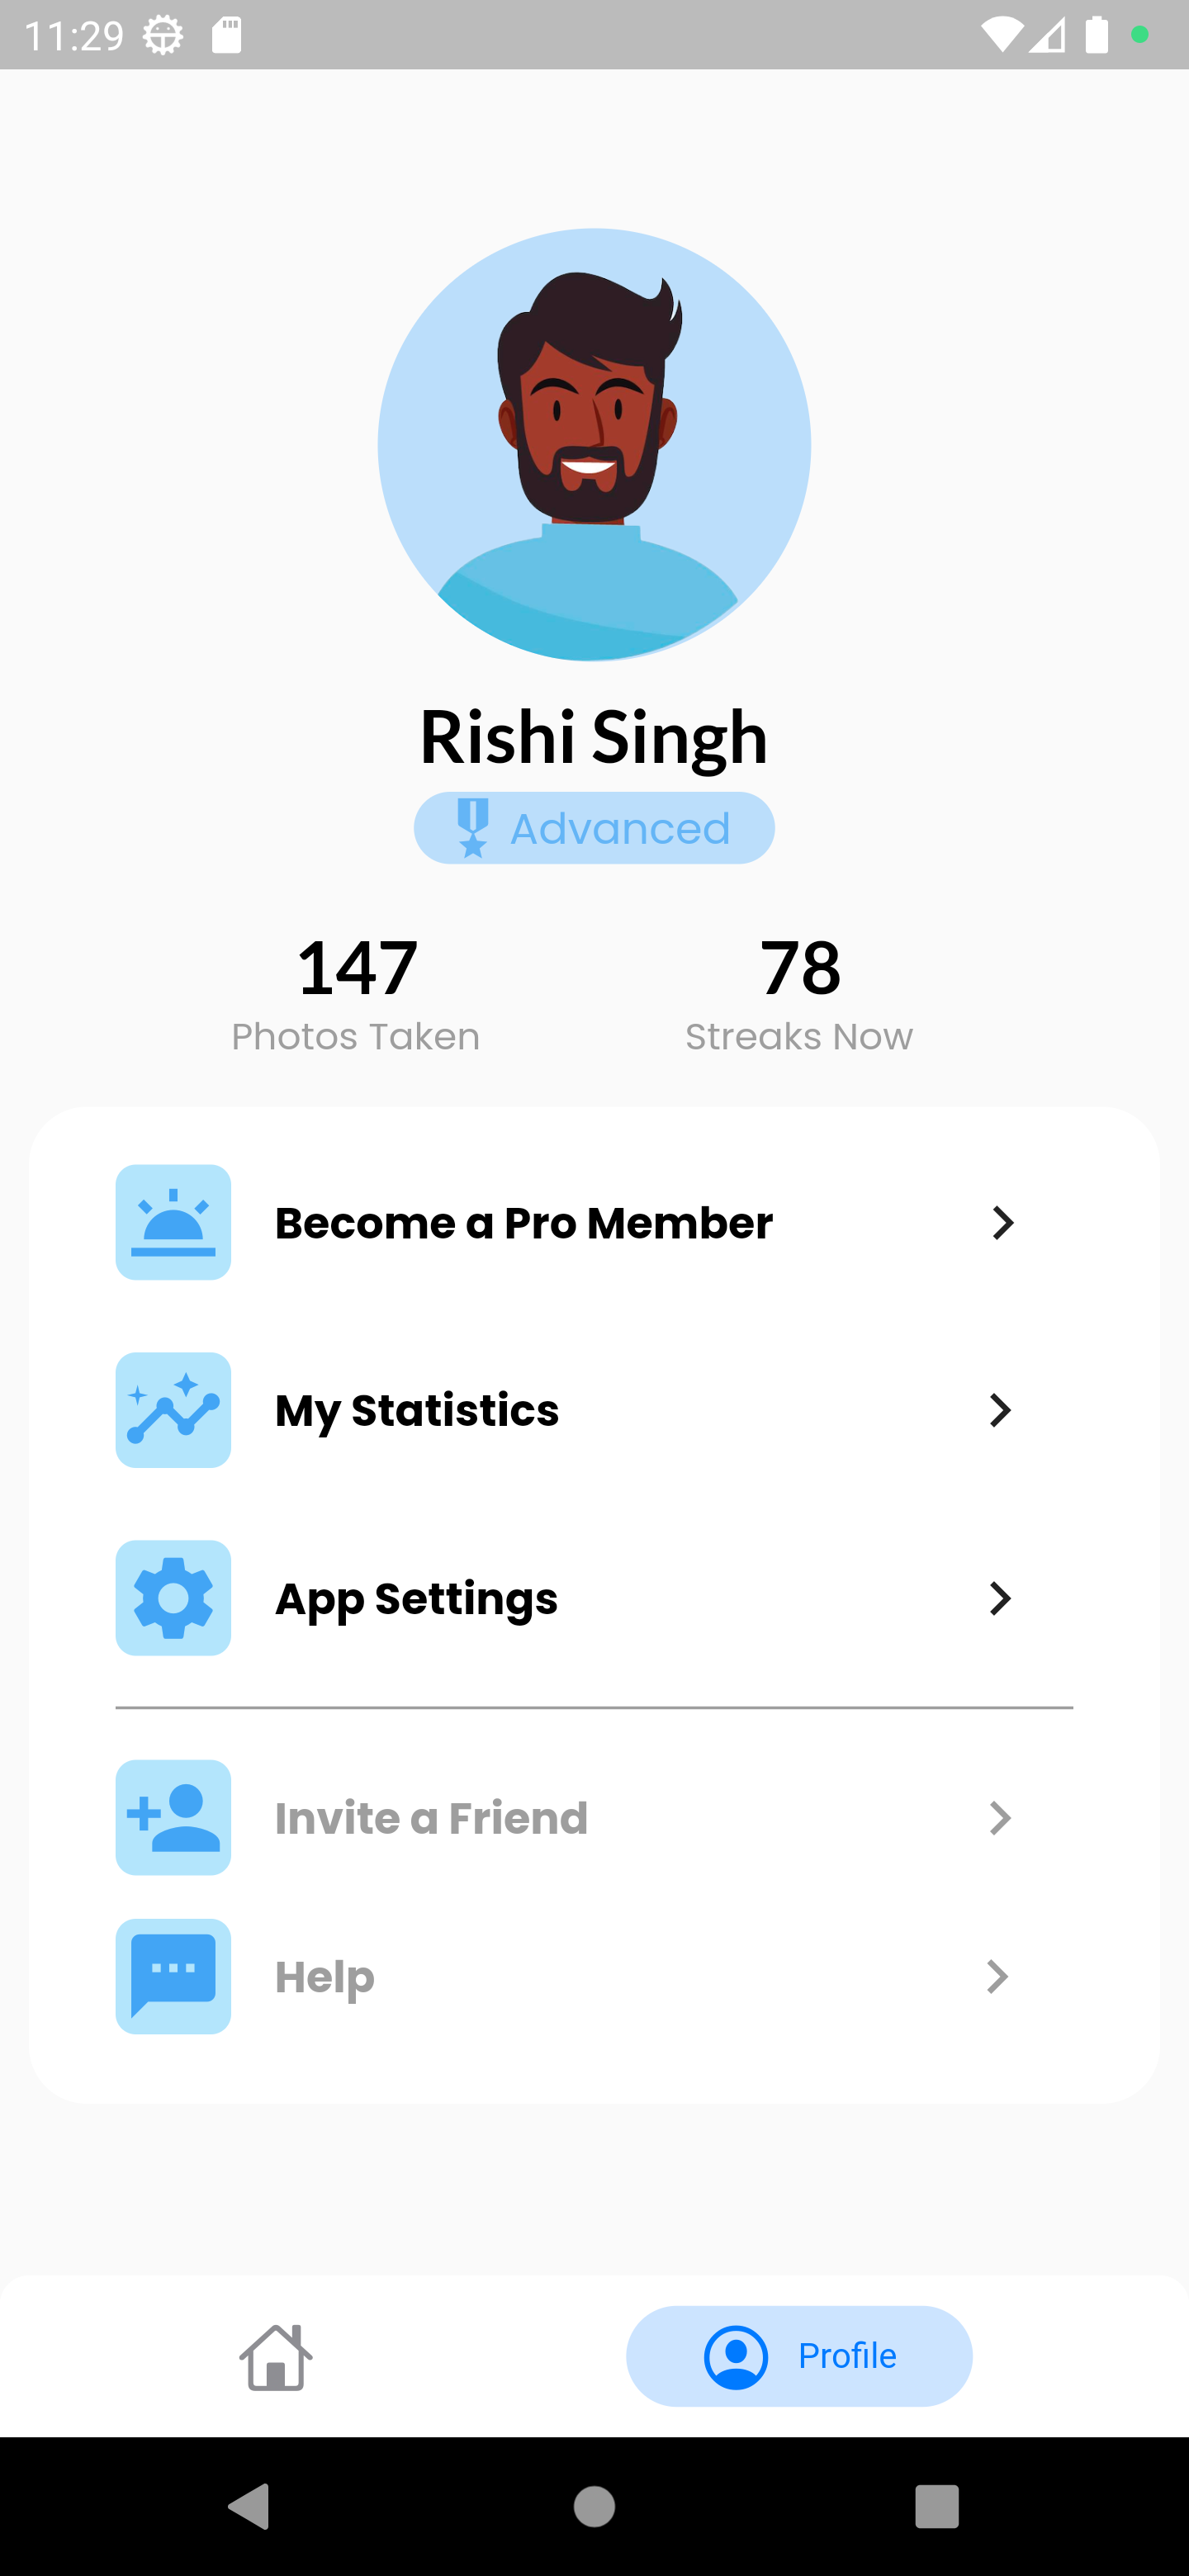 11:29
Rishi Singh
Advanced
147 78
Photos Taken Streaks Now
Become a Pro Member
My Statistics
App Settings
Invite a Friend
Help
Profile